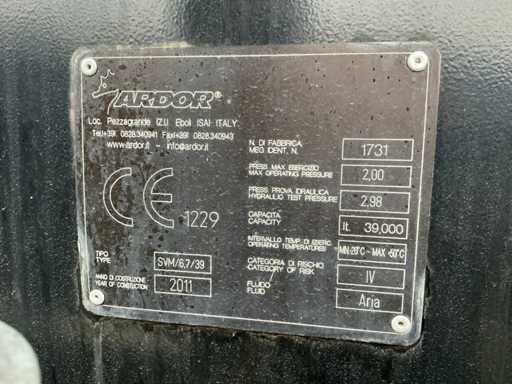 ARDOR®
Loc. Pezzagrande (Z.I.) Eboli (SA) ITALY
Tel.+39\ 0828.340941 Fax+39\ 0828.340943
www.ardor.it - info@ardor.it
CE 1229
TIPO
TYPE
SVM/6,7/39
ANNO DI COSTRUZIONE
YEAR OF CONSTRUCTION
2011
N. DI FABBRICA
MEG. IDENT. N.
1731
PRESS. MAX ESERCIZIO
MAX OPERATING PRESSURE
2,00
PRESS. PROVA IDRAULICA
HYDRAULIC TEST PRESSURE
2,98
CAPACITA'
CAPACITY
lt. 39,000
INTERVALLO TEMP. DI ESERC.
OPERATING TEMPERATURES
MIN-20°C - MAX +50°C
CATEGORIA DI RISCHIO
CATEGORY OF RISK
IV
FLUIDO
FLUID
Aria